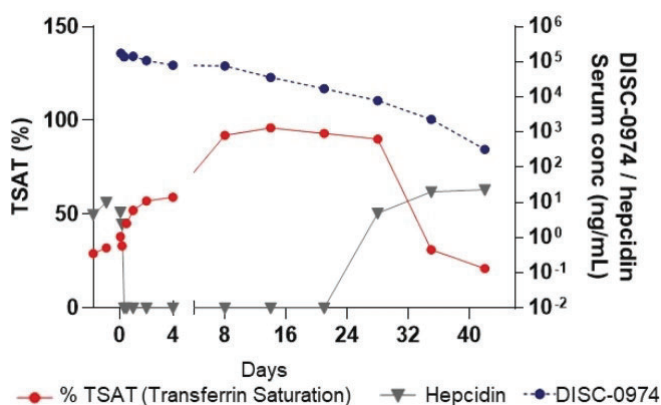 150
100
50
0
TSAT (%)
10^6
10^5
10^4
10^3
10^2
10^1
10^0
10^-1
10^-2
DISC-0974 / hepcidin
Serum conc (ng/mL)
0 4 8 16 24 32 40
Days
% TSAT (Transferrin Saturation) Hepcidin DISC-0974